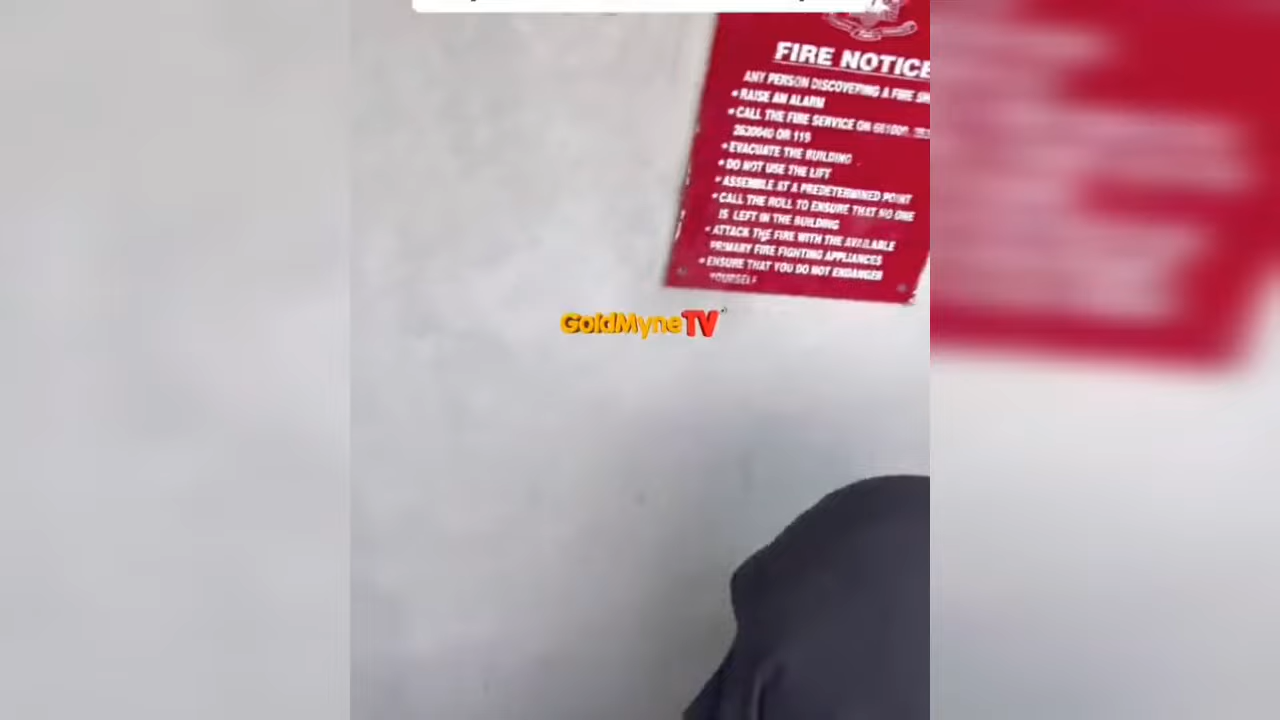 FIRE NOTICE
ANY PERSON DISCOVERING A FIRE SH
• RAISE AN ALARM
• CALL THE FIRE SERVICE ON 661000
2630040 OR 119
• EVACUATE THE BUILDING
• DO NOT USE THE LIFT
• ASSEMBLE AT A PREDETERMINED POINT
• CALL THE ROLL TO ENSURE THAT NO ONE
IS LEFT IN THE BUILDING
• ATTACK THE FIRE WITH THE AVAILABLE
PRIMARY FIRE FIGHTING APPLIANCES
• ENSURE THAT YOU DO NOT ENDANGER
YOURSELF
GoldMyneTV